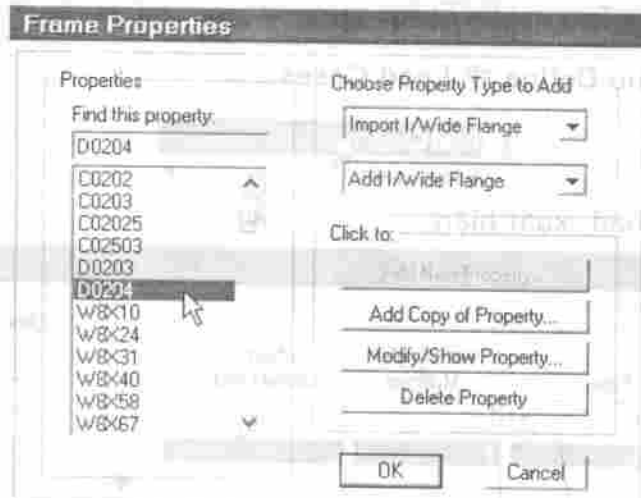 Frame Properties
Properties
Find this property:
D0204
C0202
C0203
C02025
C02503
D0203
D0204
W8X10
W8X24
W8X31
W8X40
W8X58
W8X67
Choose Property Type to Add
Import I/Wide Flange
Add I/Wide Flange
Click to:
Add New Property...
Add Copy of Property...
Modify/Show Property...
Delete Property
OK
Cancel